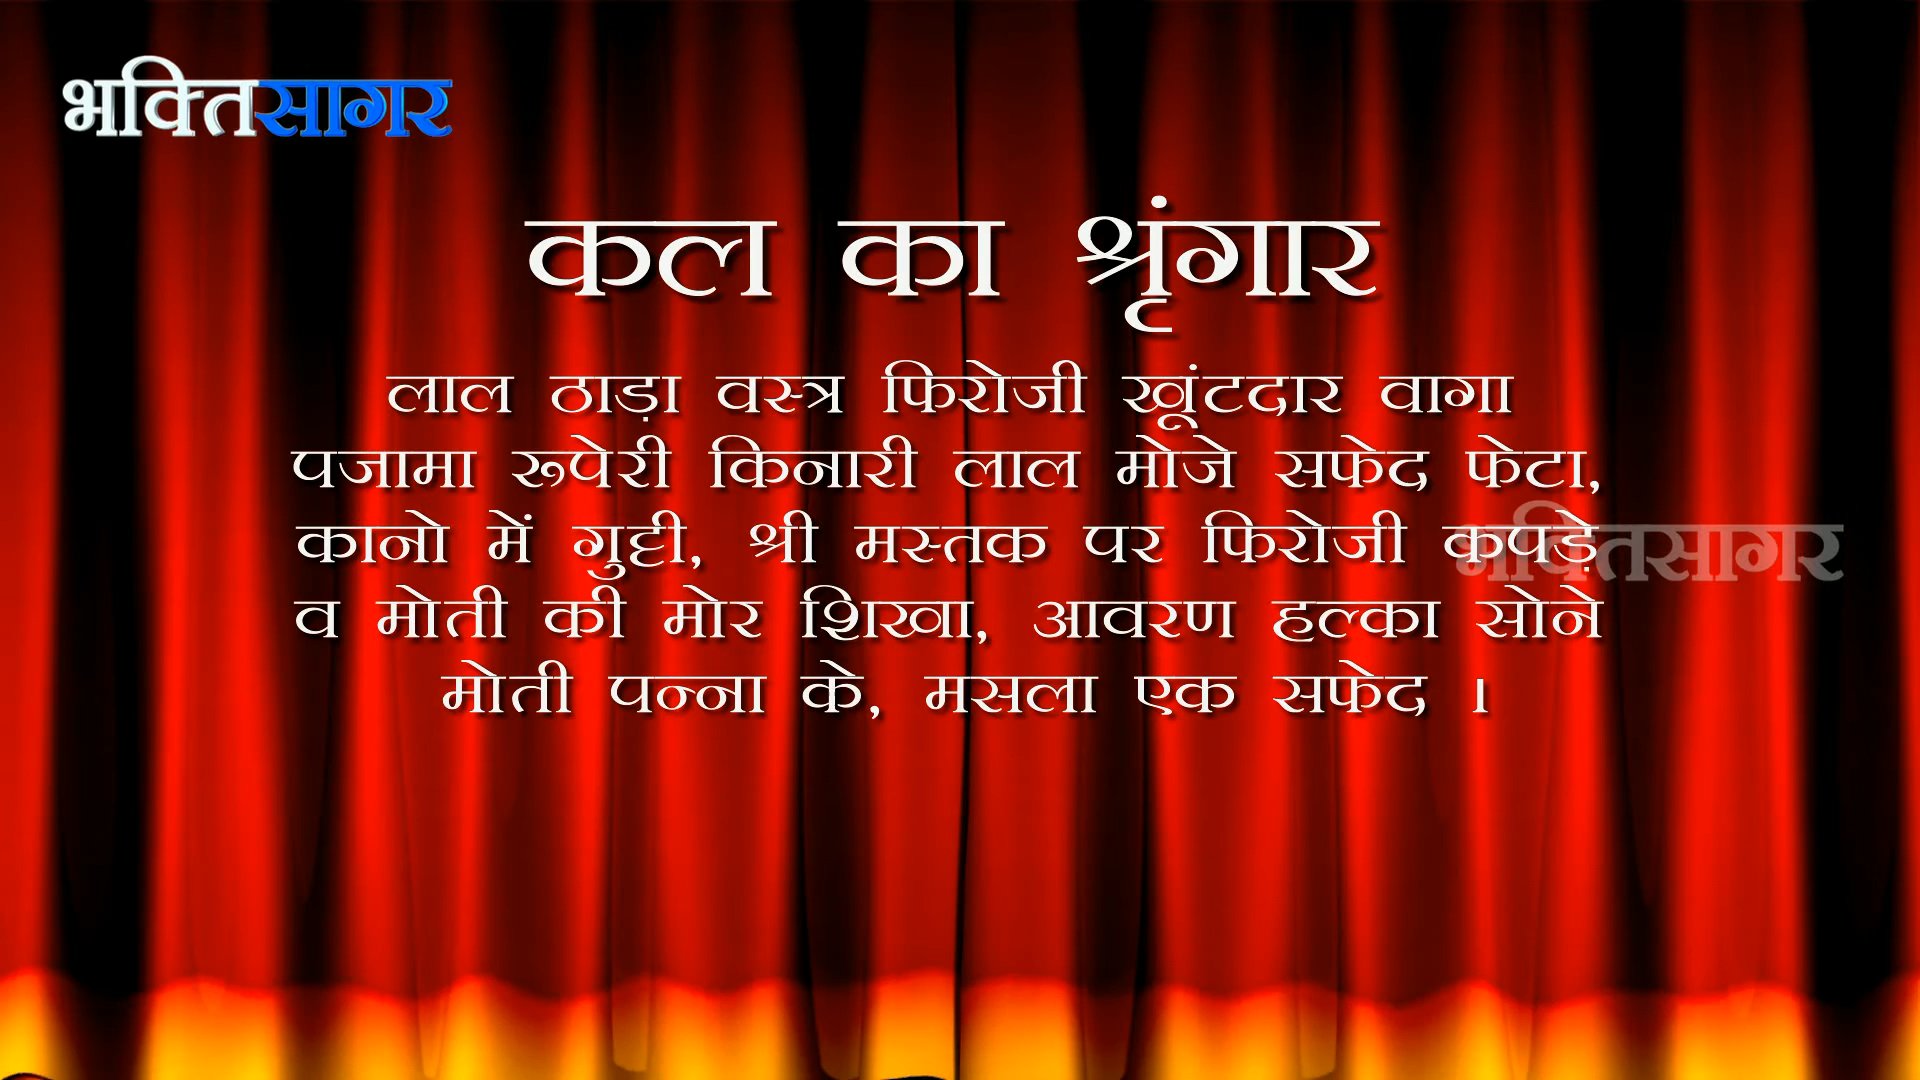 भक्तिसागर
कल का श्रृंगार
लाल ठाड़ा वस्त्र फिरोजी खूंटदार वागा
पजामा रूपेरी किनारी लाल मोजे सफेद फेटा,
कानो में गुद्दी, श्री मस्तक पर फिरोजी कपड़े
व मोती की मोर शिखा, आवरण हल्का सोने
मोती पन्ना के, मसला एक सफेद ।
भक्तिसागर